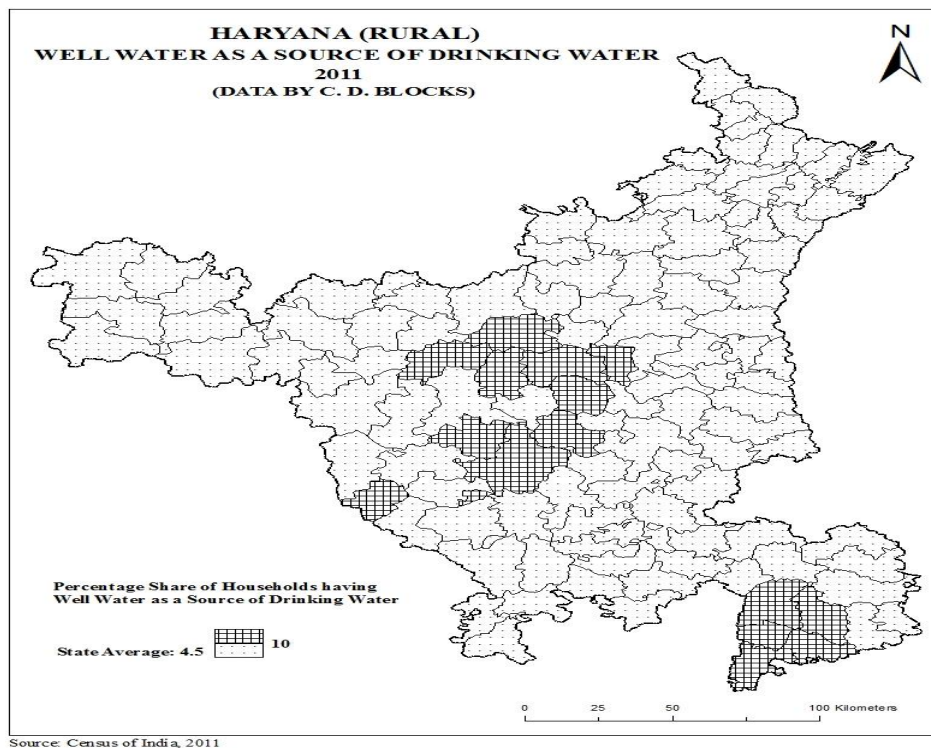 HARYANA (RURAL)
WELL WATER AS A SOURCE OF DRINKING WATER
2011
(DATA BY C. D. BLOCKS)
N
Percentage Share of Households having
Well Water as a Source of Drinking Water
State Average: 4.5
10
0 25 50 100 Kilometers
Source: Census of India, 2011